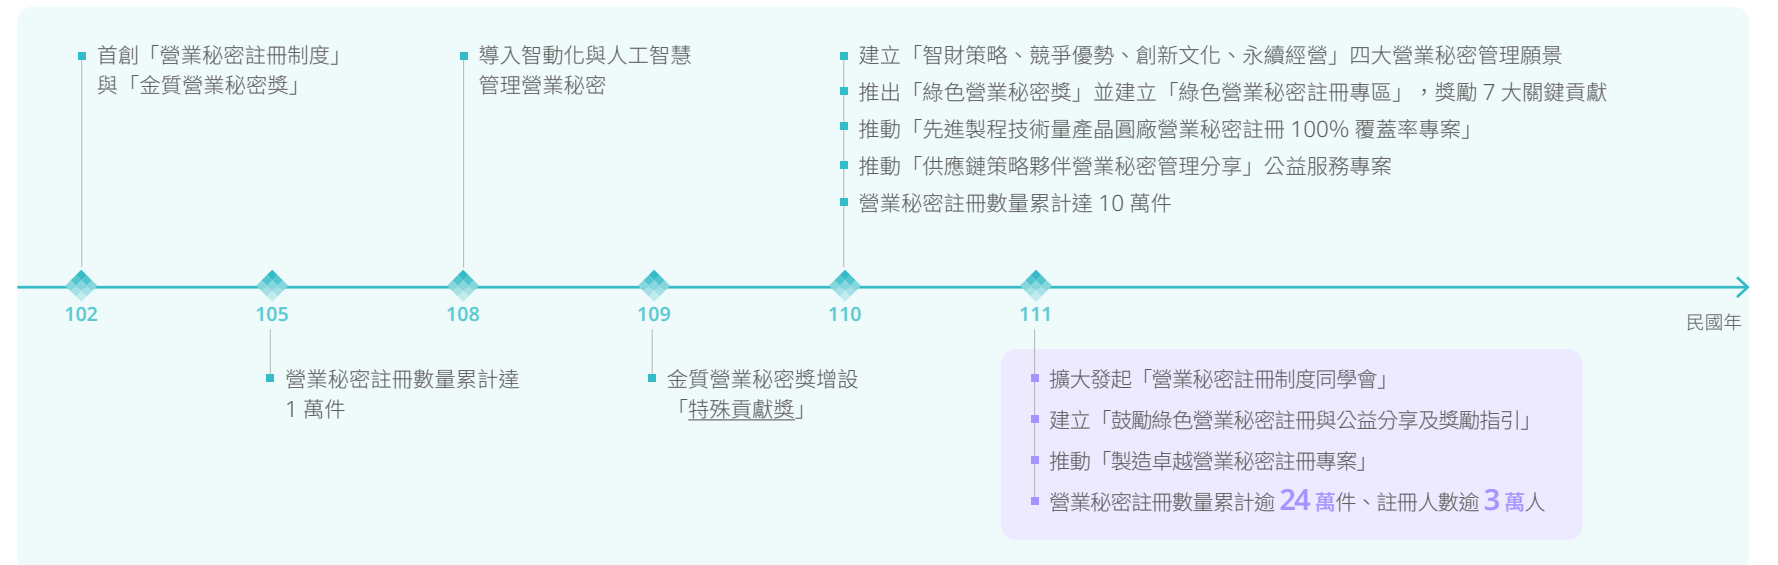 首創「營業秘密註冊制度」
與「金質營業秘密獎」
導入智動化與人工智慧
管理營業秘密
建立「智財策略、競爭優勢、創新文化、永續經營」四大營業秘密管理願景
推出「綠色營業秘密獎」並建立「綠色營業秘密註冊專區」，獎勵 7 大關鍵貢獻
推動「先進製程技術量產晶圓廠營業秘密註冊 100% 覆蓋率專案」
推動「供應鏈策略夥伴營業秘密管理分享」公益服務專案
營業秘密註冊數量累計達 10 萬件
102
105
108
109
110
111
民國年
營業秘密註冊數量累計達
1 萬件
金質營業秘密獎增設
「特殊貢獻獎」
擴大發起「營業秘密註冊制度同學會」
建立「鼓勵綠色營業秘密註冊與公益分享及獎勵指引」
推動「製造卓越營業秘密註冊專案」
營業秘密註冊數量累計逾 24 萬件、註冊人數逾 3 萬人